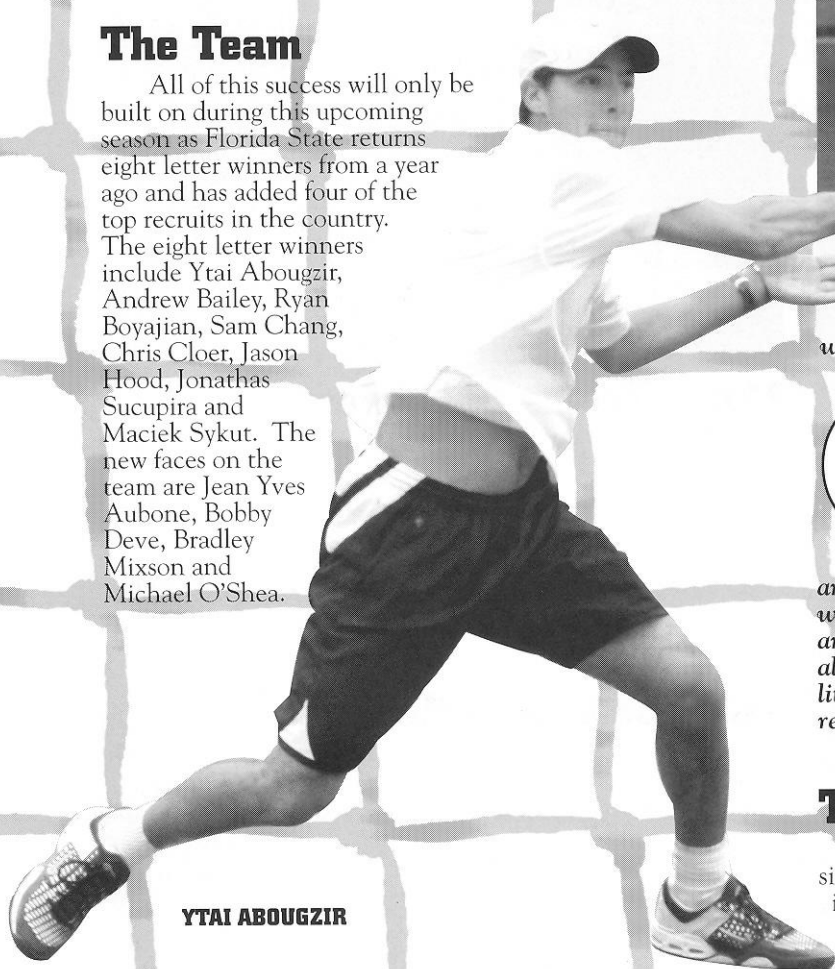 The Team
All of this success will only be
built on during this upcoming
season as Florida State returns
eight letter winners from a year
ago and has added four of the
top recruits in the country.
The eight letter winners
include Ytai Abougzir,
Andrew Bailey, Ryan
Boyajian, Sam Chang,
Chris Cloer, Jason
Hood, Jonathas
Sucupira and
Maciek Sykut. The
new faces on the
team are Jean Yves
Aubone, Bobby
Deve, Bradley
Mixson and
Michael O'Shea.
YTAI ABOUGZIR